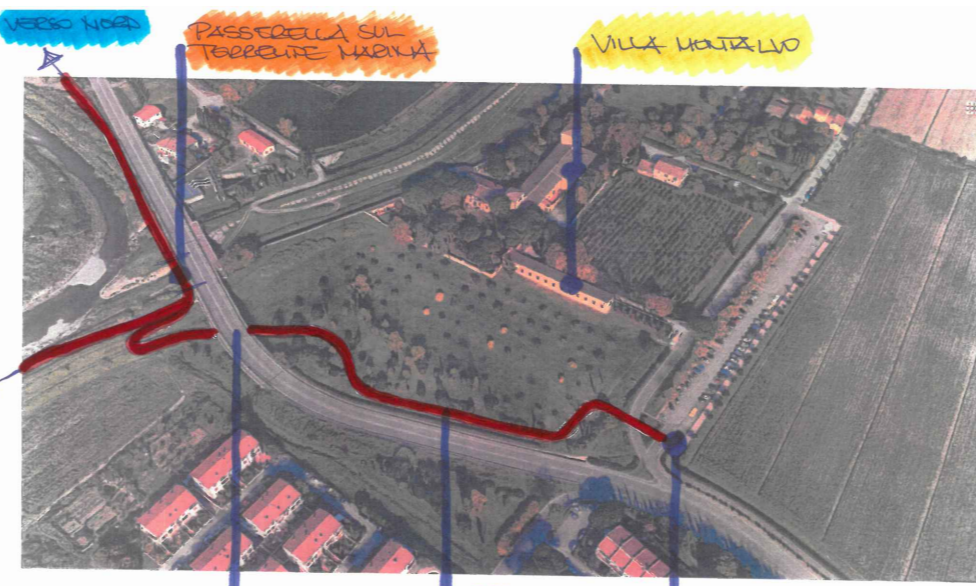 VERSO NORD
PASSERELLA SUL
TORRENTE MARINA
VILLA MONTALVO